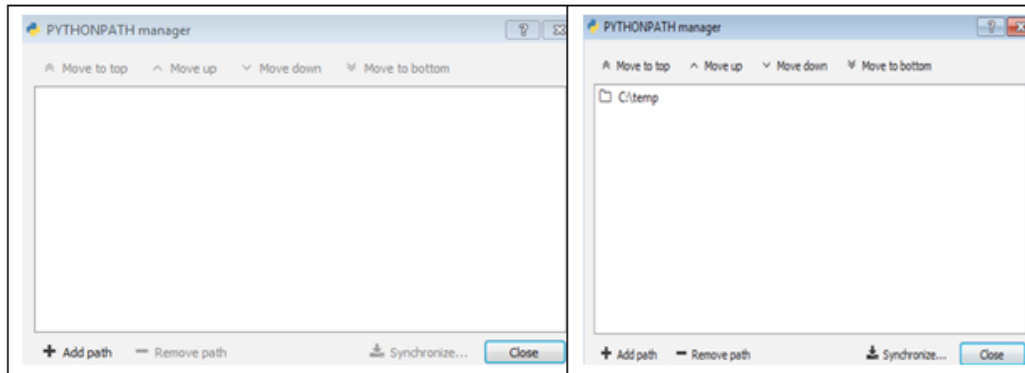 PYTHONPATH manager
Move to top Move up Move down Move to bottom
Add path Remove path Synchronize... Close
PYTHONPATH manager
Move to top Move up Move down Move to bottom
C:\temp
Add path Remove path Synchronize... Close